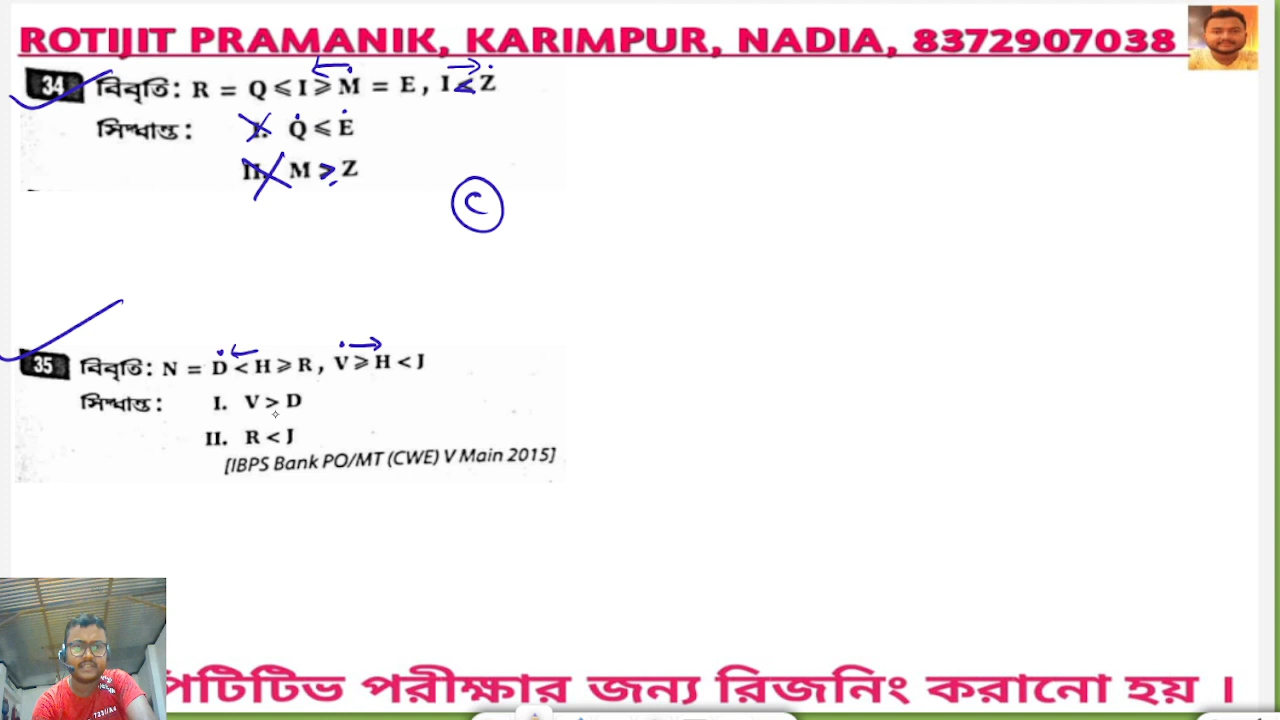 ROTIJIT PRAMANIK, KARIMPUR, NADIA, 8372907038
34 বিবৃতি: R = Q ⩽ I ⩾ M = E, I < Z
সিদ্ধান্ত: I. Q ⩽ E
II. M > Z
C
35 বিবৃতি: N = D < H ⩾ R, V ⩾ H < J
সিদ্ধান্ত: I. V > D
II. R < J
[IBPS Bank PO/MT (CWE) V Main 2015]
পিটিটিভ পরীক্ষার জন্য রিজনিং করানো হয় ।